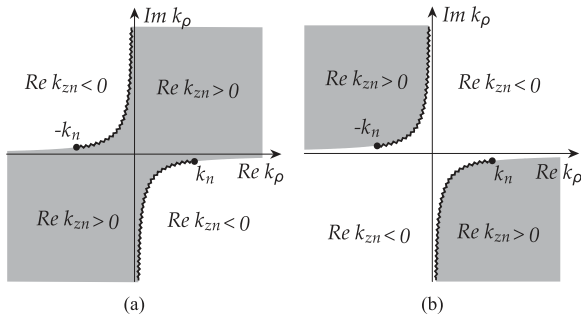 Im kρ
Re kzn < 0
Re kzn > 0
-kn
kn
Re kρ
Re kzn > 0
Re kzn < 0
(a)
Im kρ
Re kzn > 0
Re kzn < 0
-kn
kn
Re kρ
Re kzn < 0
Re kzn > 0
(b)